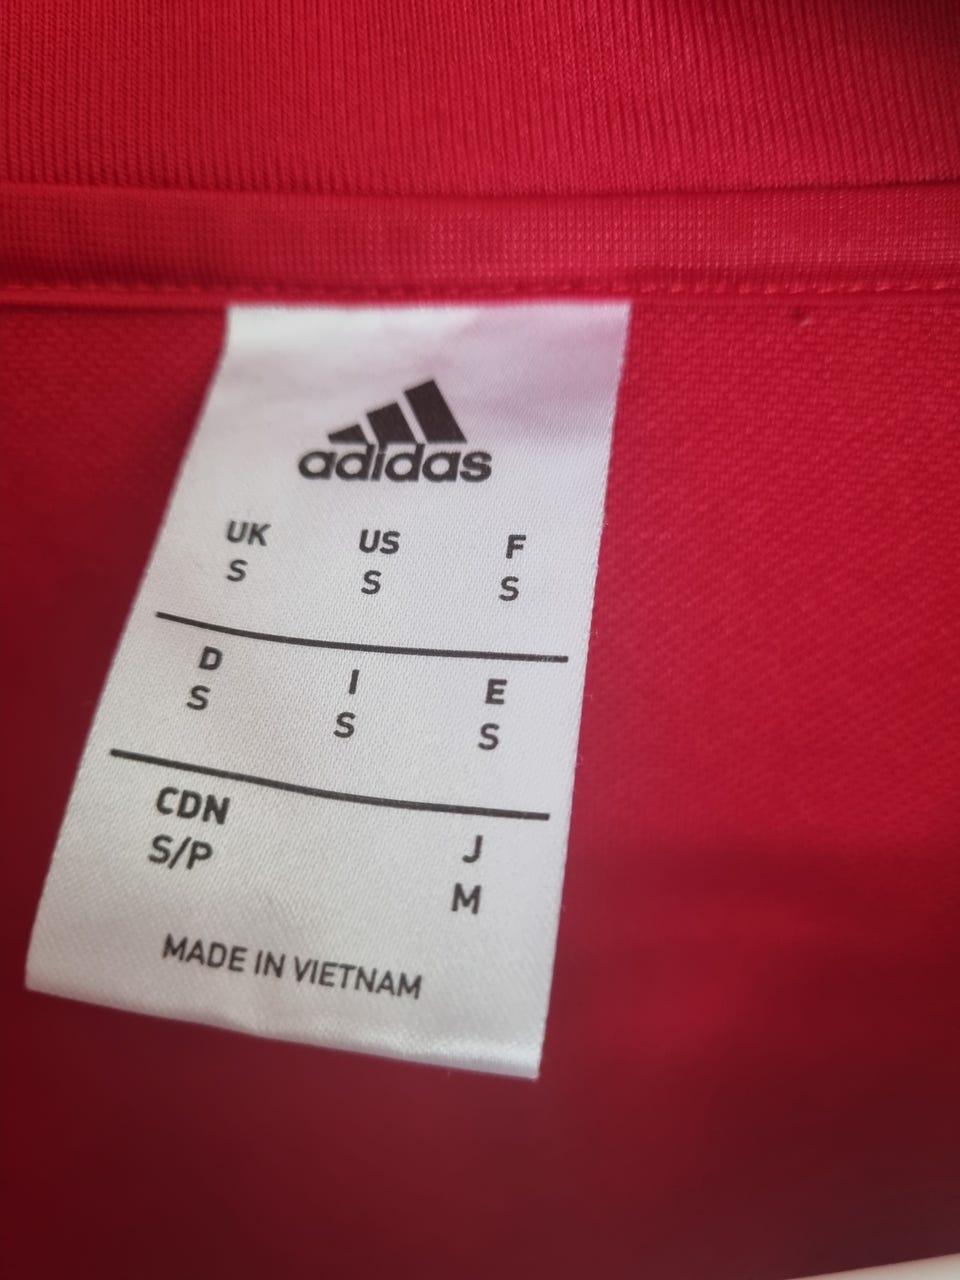 adidas
UK US F
S S S
D I E
S S S
CDN J
S/P M
MADE IN VIETNAM